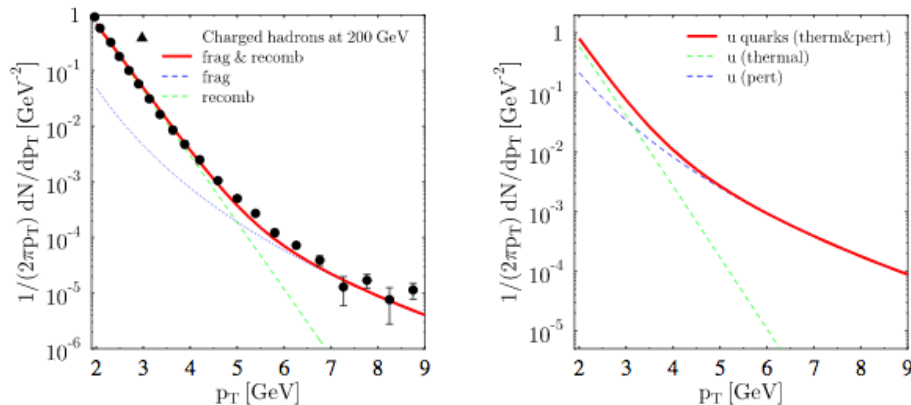 1
10⁻¹
10⁻²
10⁻³
10⁻⁴
10⁻⁵
10⁻⁶
1/(2πp_T) dN/dp_T [GeV⁻²]
Charged hadrons at 200 GeV
frag & recomb
frag
recomb
2 3 4 5 6 7 8 9
p_T [GeV]
1
10⁻¹
10⁻²
10⁻³
10⁻⁴
10⁻⁵
1/(2πp_T) dN/dp_T [GeV⁻²]
u quarks (therm&pert)
u (thermal)
u (pert)
2 3 4 5 6 7 8 9
p_T [GeV]